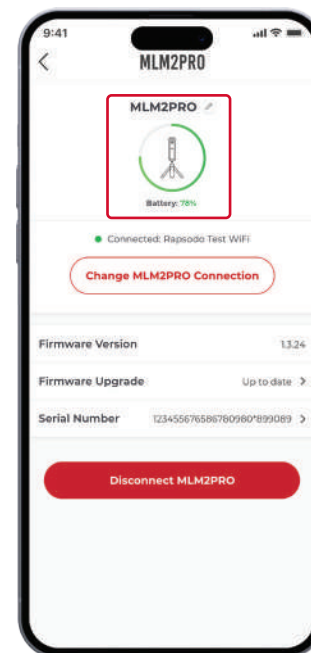 9:41
MLM2PRO
MLM2PRO
Battery: 78%
Connected: Rapsodo Test WiFi
Change MLM2PRO Connection
Firmware Version 1.3.24
Firmware Upgrade Up to date
Serial Number 12345567658678098​0*899089
Disconnect MLM2PRO